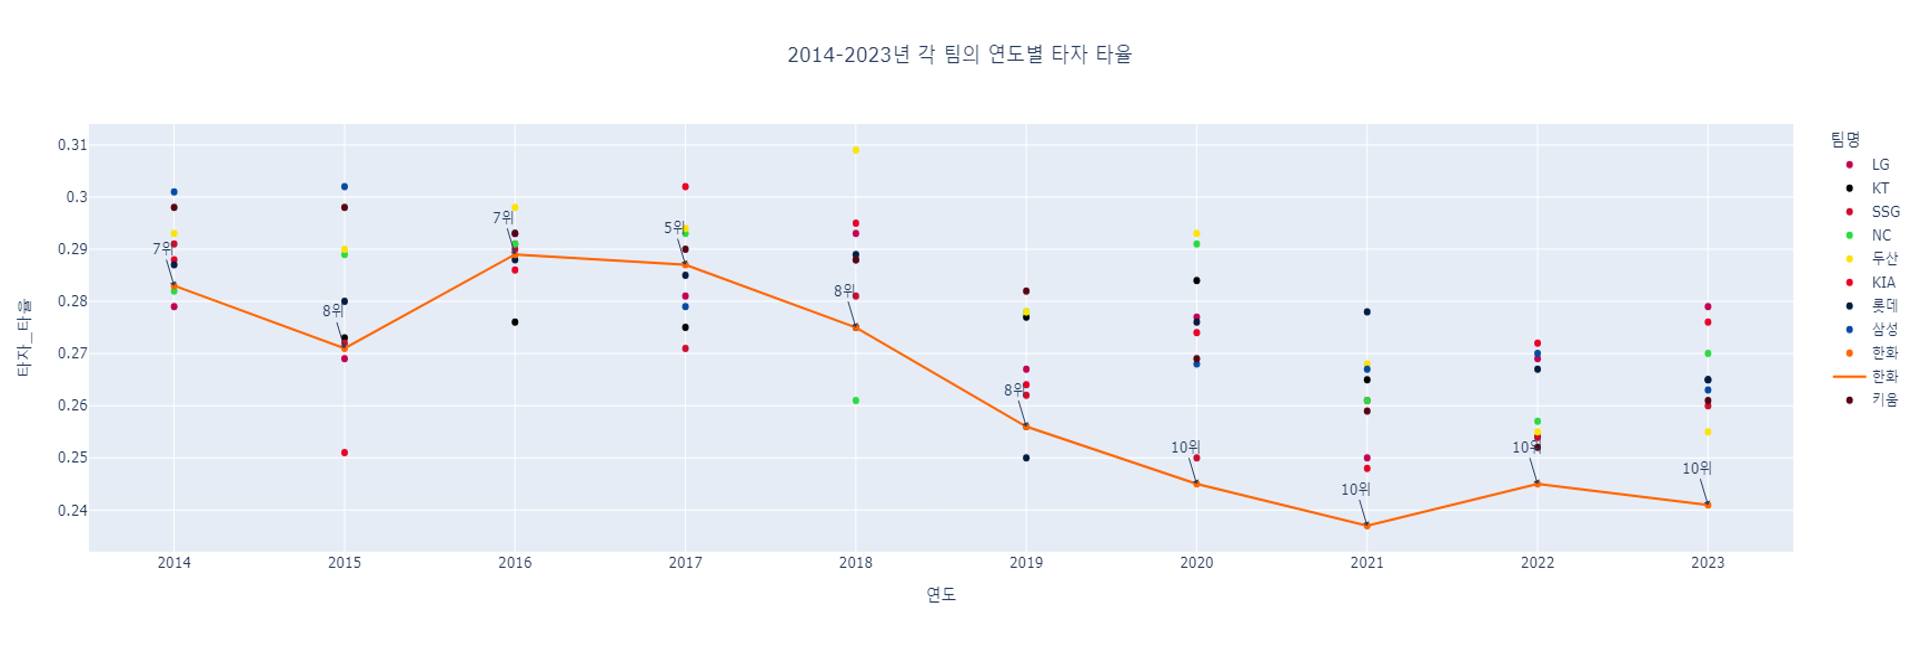 2014-2023년 각 팀의 연도별 타자 타율
타자_타율
0.31
0.3
0.29
0.28
0.27
0.26
0.25
0.24
7위
8위
7위
5위
8위
8위
10위
10위
10위
10위
2014
2015
2016
2017
2018
2019
2020
2021
2022
2023
연도
팀명
LG
KT
SSG
NC
두산
KIA
롯데
삼성
한화
한화
키움